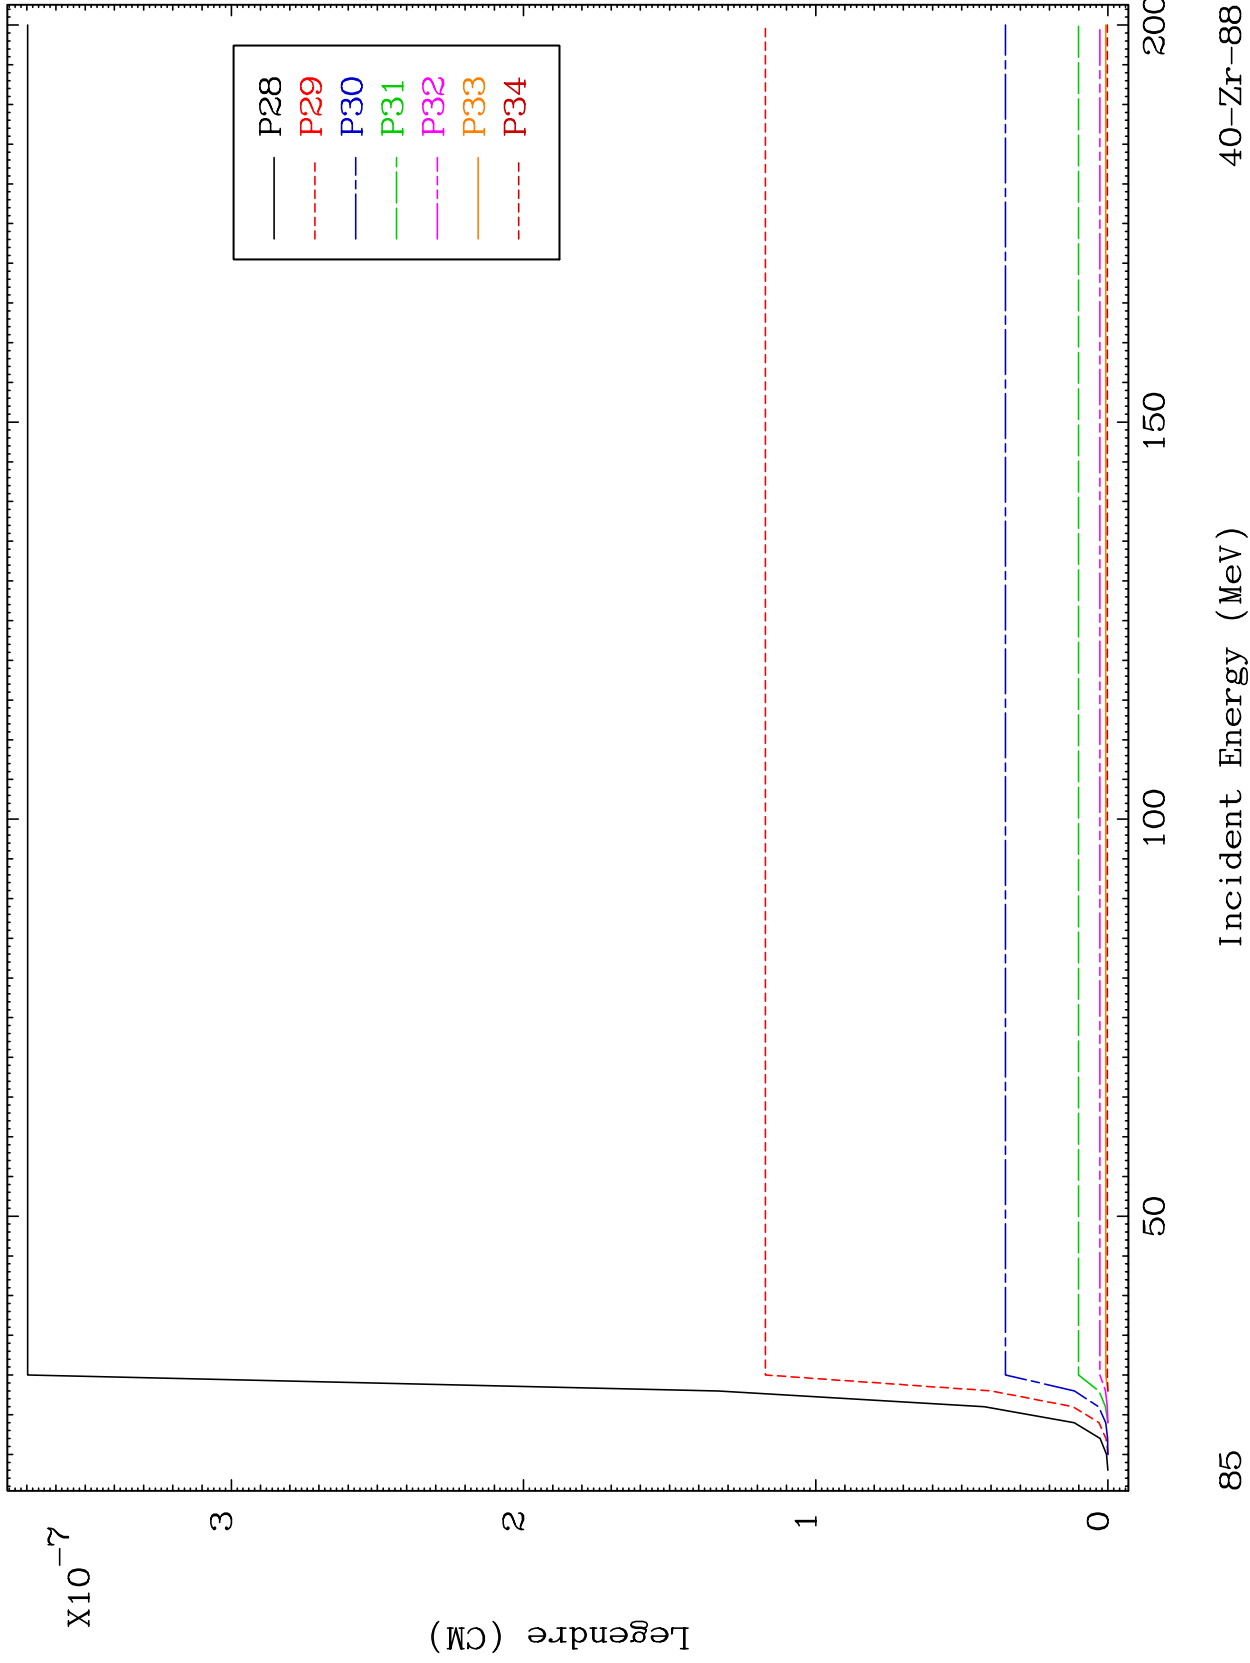 X10-7
Legendre (CM)
3
2
1
0
P28
P29
P30
P31
P32
P33
P34
50
100
150
200
Incident Energy (MeV)
85
40-Zr-88